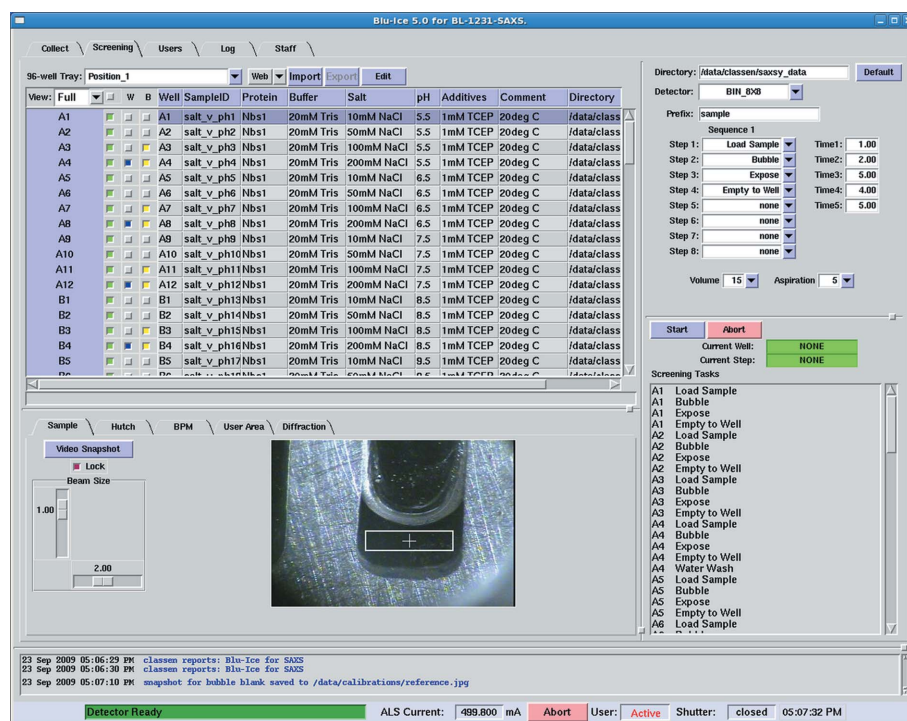 Blu-Ice 5.0 for BL-1231-SAXS.
Collect Screening Users Log Staff
96-well Tray: Position_1 Web Import Export Edit
View: Full W B Well SampleID Protein Buffer Salt pH Additives Comment Directory
A1 A1 salt_v_ph1 Nbs1 20mM Tris 10mM NaCl 5.5 1mM TCEP 20deg C /data/class
A2 A2 salt_v_ph2 Nbs1 20mM Tris 50mM NaCl 5.5 1mM TCEP 20deg C /data/class
A3 A3 salt_v_ph3 Nbs1 20mM Tris 100mM NaCl 5.5 1mM TCEP 20deg C /data/class
A4 A4 salt_v_ph4 Nbs1 20mM Tris 200mM NaCl 5.5 1mM TCEP 20deg C /data/class
A5 A5 salt_v_ph5 Nbs1 20mM Tris 10mM NaCl 6.5 1mM TCEP 20deg C /data/class
A6 A6 salt_v_ph6 Nbs1 20mM Tris 50mM NaCl 6.5 1mM TCEP 20deg C /data/class
A7 A7 salt_v_ph7 Nbs1 20mM Tris 100mM NaCl 6.5 1mM TCEP 20deg C /data/class
A8 A8 salt_v_ph8 Nbs1 20mM Tris 200mM NaCl 6.5 1mM TCEP 20deg C /data/class
A9 A9 salt_v_ph9 Nbs1 20mM Tris 10mM NaCl 7.5 1mM TCEP 20deg C /data/class
A10 A10 salt_v_ph10 Nbs1 20mM Tris 50mM NaCl 7.5 1mM TCEP 20deg C /data/class
A11 A11 salt_v_ph11 Nbs1 20mM Tris 100mM NaCl 7.5 1mM TCEP 20deg C /data/class
A12 A12 salt_v_ph12 Nbs1 20mM Tris 200mM NaCl 7.5 1mM TCEP 20deg C /data/class
B1 B1 salt_v_ph13 Nbs1 20mM Tris 10mM NaCl 8.5 1mM TCEP 20deg C /data/class
B2 B2 salt_v_ph14 Nbs1 20mM Tris 50mM NaCl 8.5 1mM TCEP 20deg C /data/class
B3 B3 salt_v_ph15 Nbs1 20mM Tris 100mM NaCl 8.5 1mM TCEP 20deg C /data/class
B4 B4 salt_v_ph16 Nbs1 20mM Tris 200mM NaCl 8.5 1mM TCEP 20deg C /data/class
B5 B5 salt_v_ph17 Nbs1 20mM Tris 10mM NaCl 9.5 1mM TCEP 20deg C /data/class
Directory: /data/classen/saxsy_data Default
Detector: BIN_8X8
Prefix: sample
Sequence 1
Step 1: Load Sample Time1: 1.00
Step 2: Bubble Time2: 2.00
Step 3: Expose Time3: 5.00
Step 4: Empty to Well Time4: 4.00
Step 5: none Time5: 5.00
Step 6: none
Step 7: none
Step 8: none
Volume 15 Aspiration 5
Start Abort
Current Well: NONE
Current Step: NONE
Screening Tasks
A1 Load Sample
A1 Bubble
A1 Expose
A1 Empty to Well
A2 Load Sample
A2 Bubble
A2 Expose
A2 Empty to Well
A3 Load Sample
A3 Bubble
A3 Expose
A3 Empty to Well
A4 Load Sample
A4 Bubble
A4 Expose
A4 Empty to Well
A4 Water Wash
A5 Load Sample
A5 Bubble
A5 Expose
A5 Empty to Well
A6 Load Sample
Sample Hutch BPM User Area Diffraction
Video Snapshot
Lock
Beam Size
1.00
2.00
23 Sep 2009 05:06:29 PM classen reports: Blu-Ice for SAXS
23 Sep 2009 05:06:30 PM classen reports: Blu-Ice for SAXS
23 Sep 2009 05:07:10 PM snapshot for bubble blank saved to /data/calibrations/reference.jpg
Detector Ready ALS Current: 499.800 mA Abort User: Active Shutter: closed 05:07:32 PM